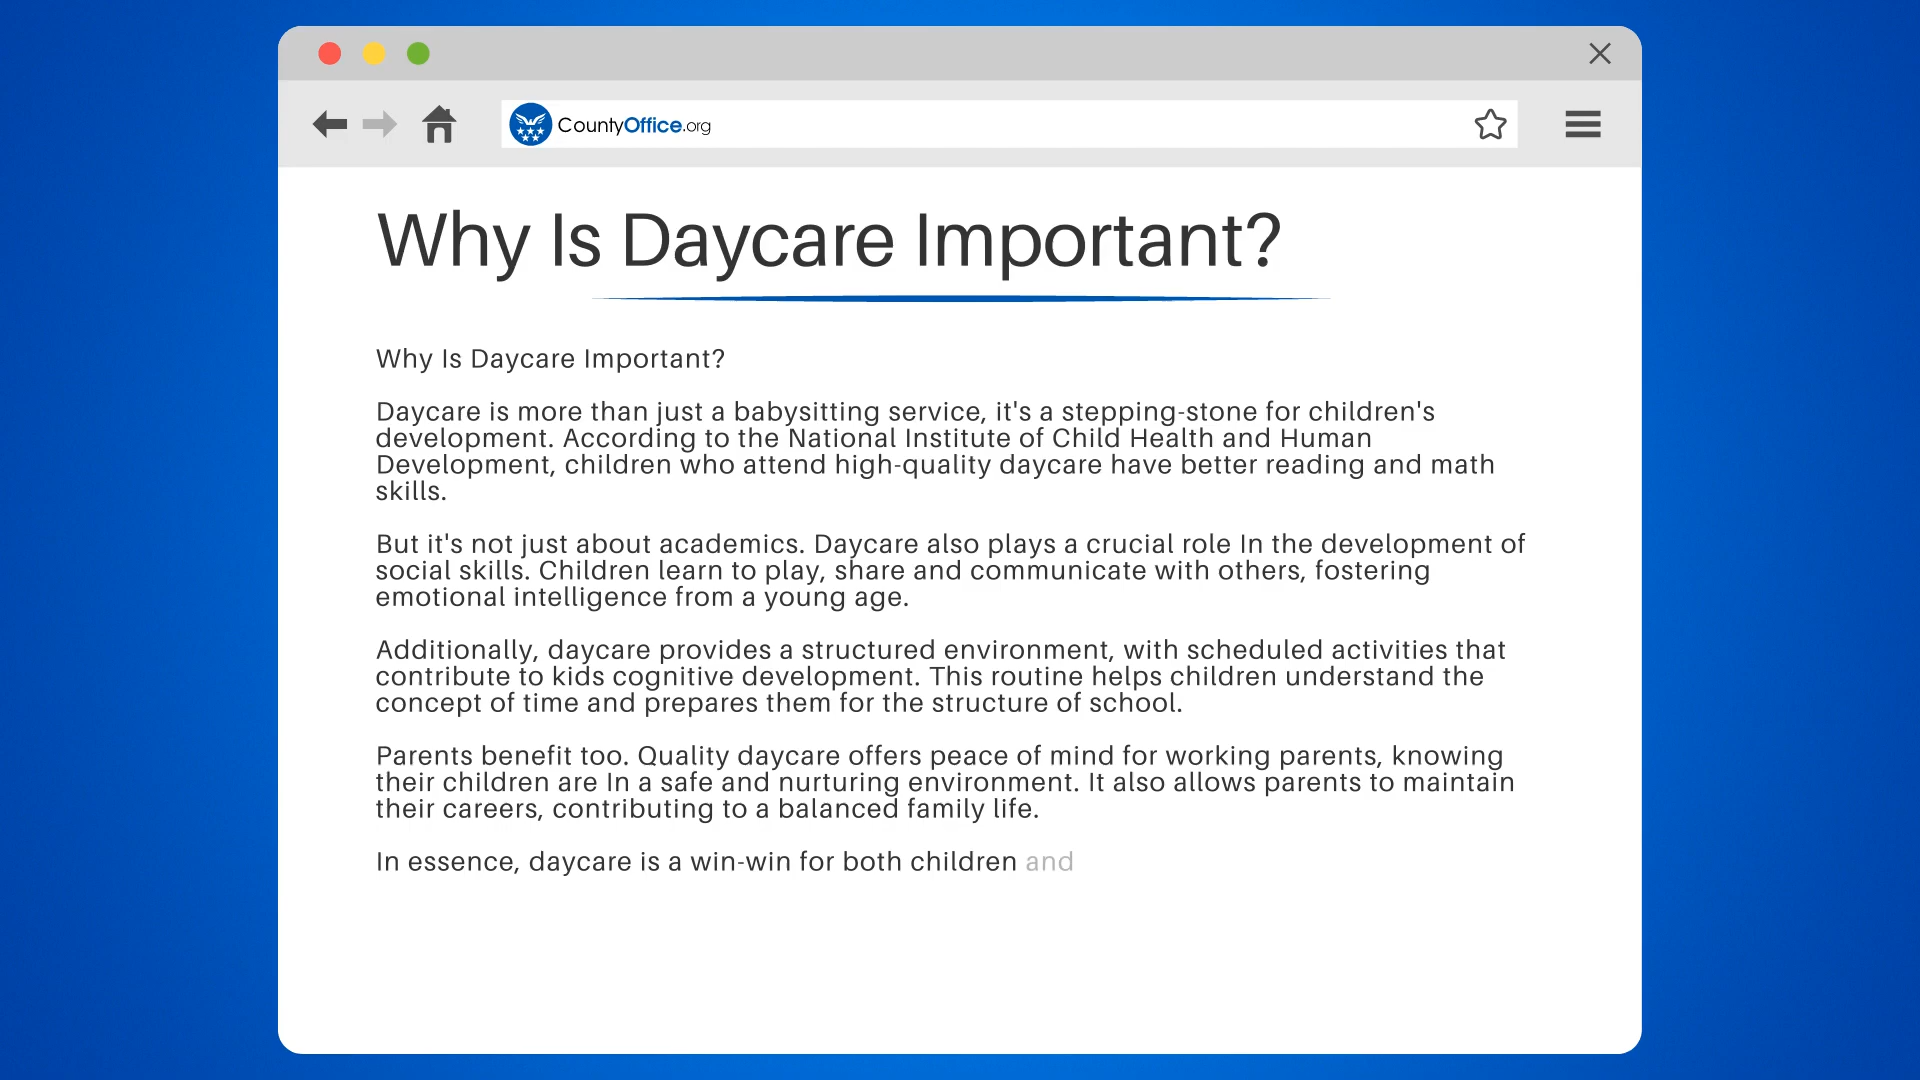 CountyOffice.org
Why Is Daycare Important?
Why Is Daycare Important?
Daycare is more than just a babysitting service, it's a stepping-stone for children's
development. According to the National Institute of Child Health and Human
Development, children who attend high-quality daycare have better reading and math
skills.
But it's not just about academics. Daycare also plays a crucial role In the development of
social skills. Children learn to play, share and communicate with others, fostering
emotional intelligence from a young age.
Additionally, daycare provides a structured environment, with scheduled activities that
contribute to kids cognitive development. This routine helps children understand the
concept of time and prepares them for the structure of school.
Parents benefit too. Quality daycare offers peace of mind for working parents, knowing
their children are In a safe and nurturing environment. It also allows parents to maintain
their careers, contributing to a balanced family life.
In essence, daycare is a win-win for both children and